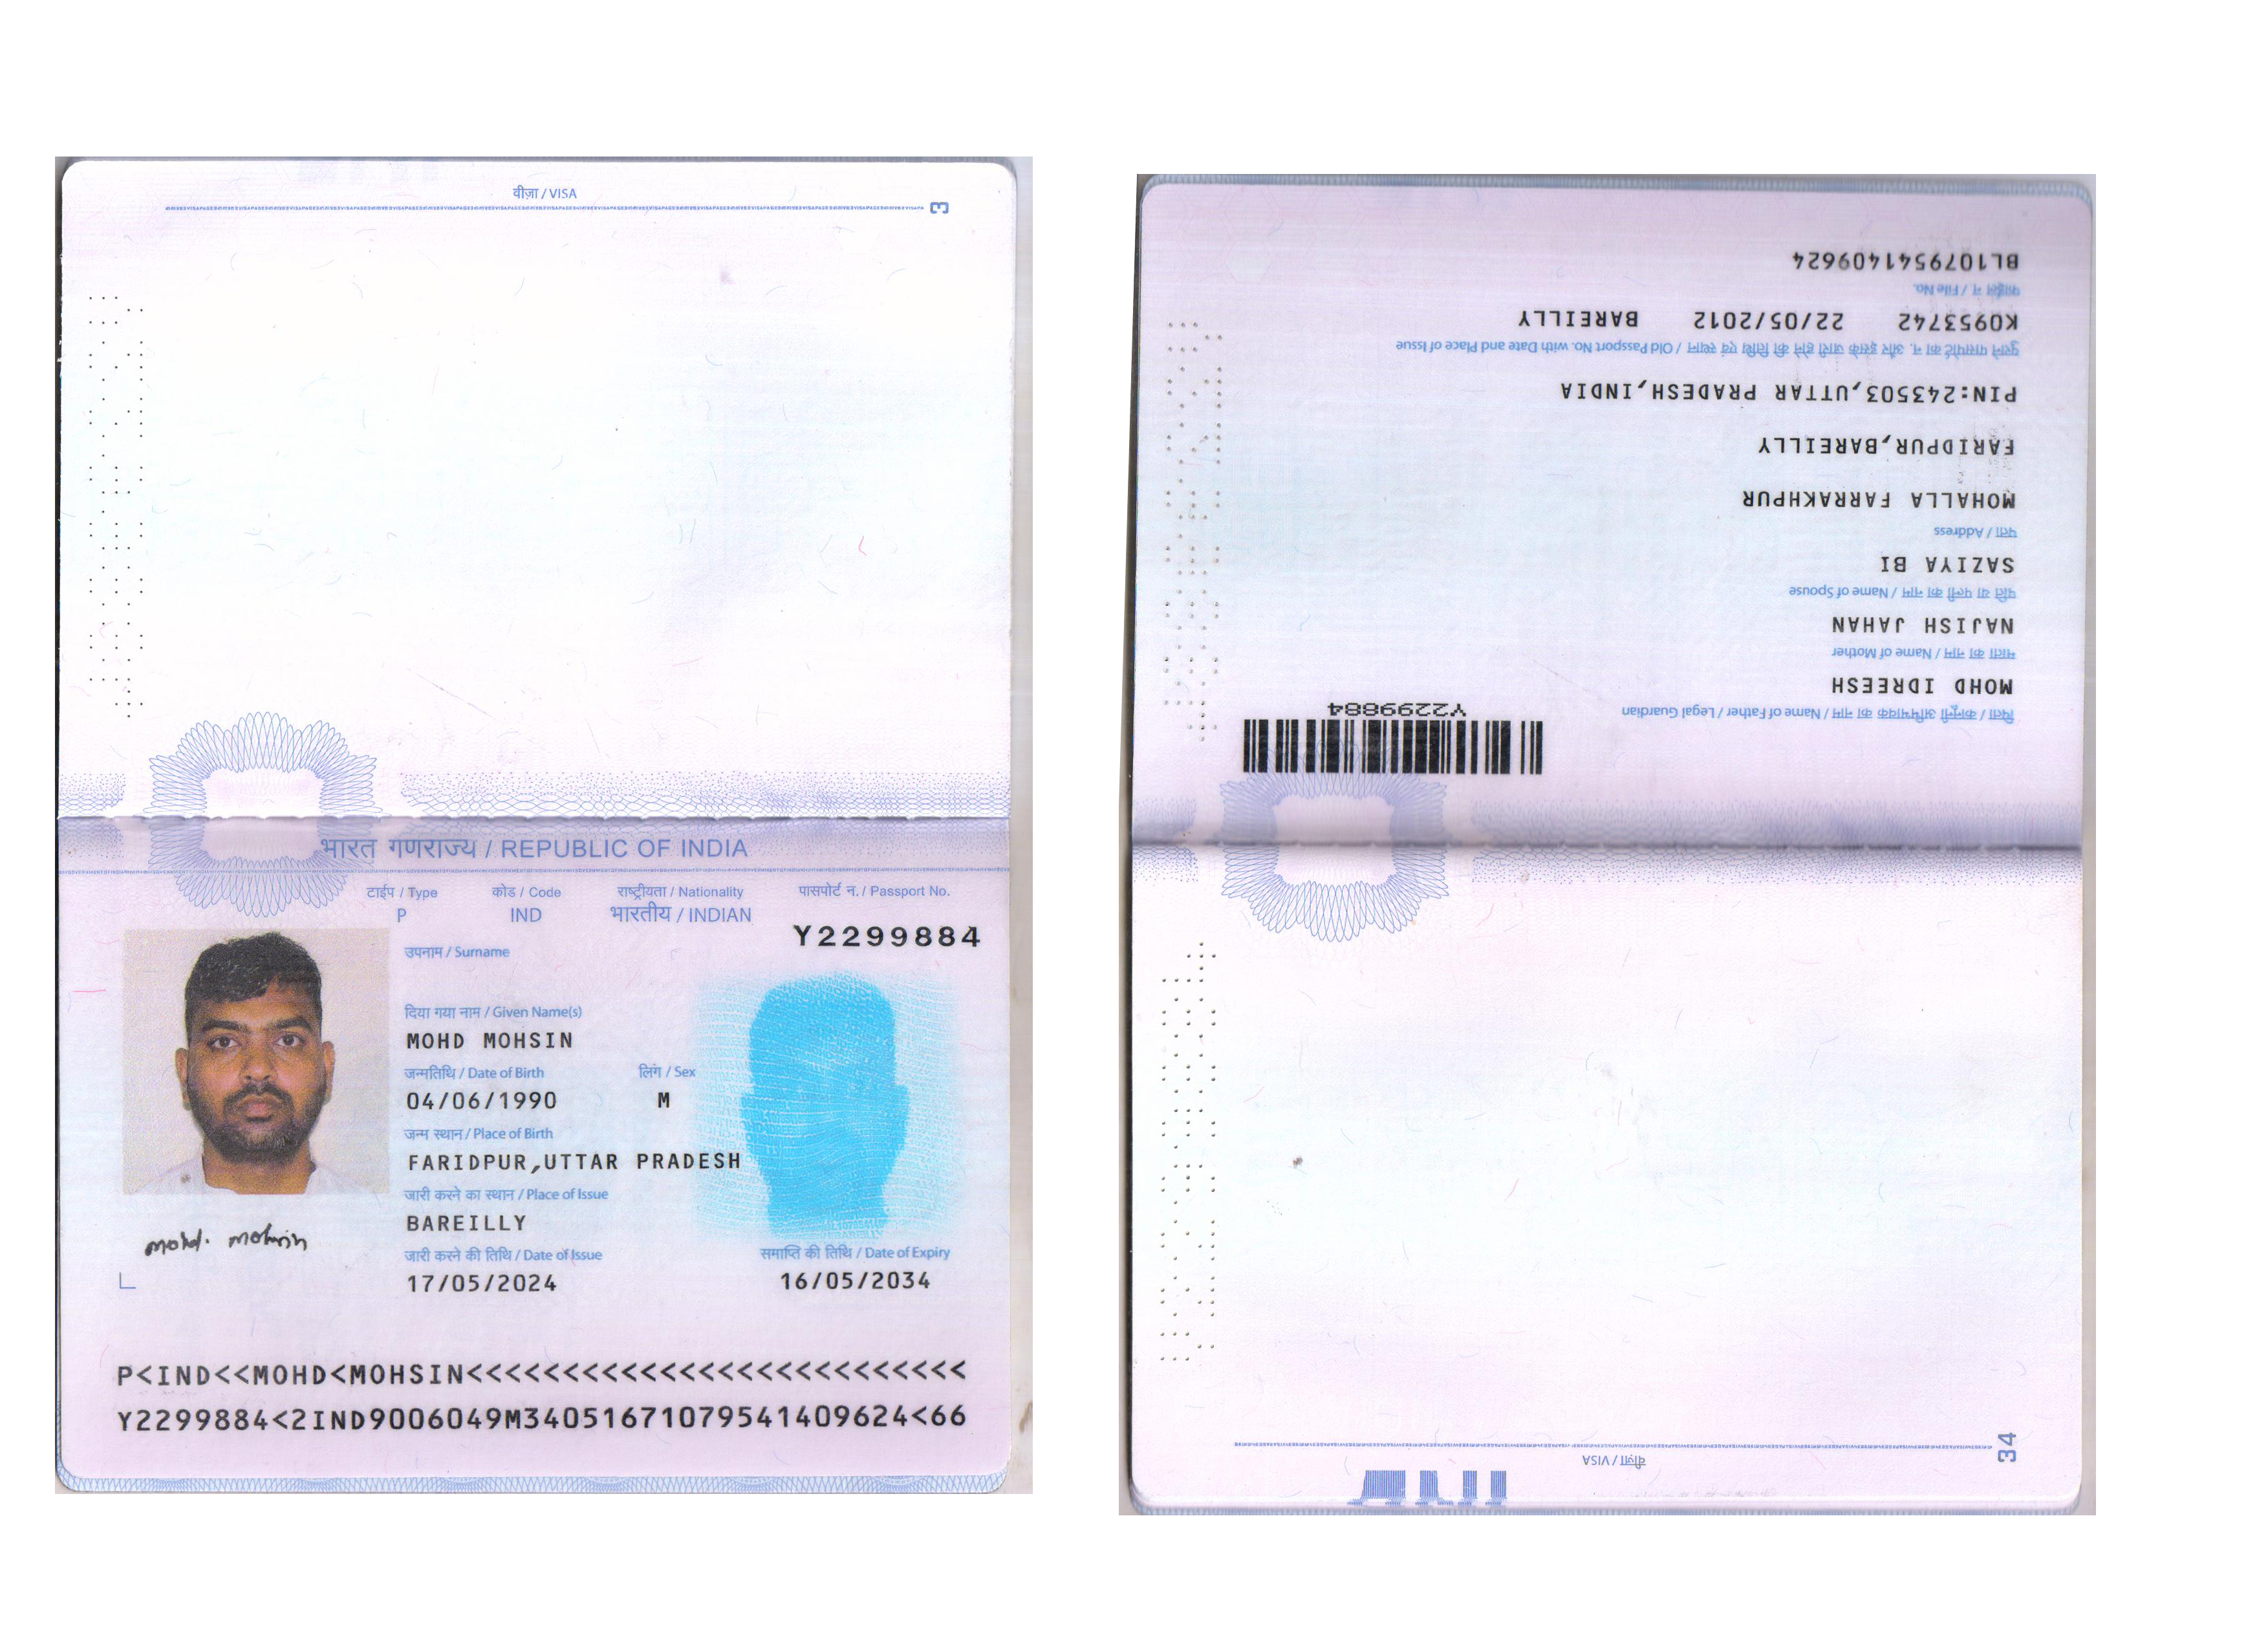 वीज़ा / VISA
3
भारत गणराज्य / REPUBLIC OF INDIA
टाईप / Type
कोड / Code
राष्ट्रीयता / Nationality
पासपोर्ट न. / Passport No.
P
IND
भारतीय / INDIAN
Y2299884
उपनाम / Surname
दिया गया नाम / Given Name(s)
MOHD MOHSIN
जन्मतिथि / Date of Birth
लिंग / Sex
04/06/1990
M
जन्म स्थान / Place of Birth
FARIDPUR,UTTAR PRADESH
जारी करने का स्थान / Place of Issue
BAREILLY
जारी करने की तिथि / Date of Issue
समाप्ति की तिथि / Date of Expiry
17/05/2024
16/05/2034
mohd. mohsin
P<IND<<MOHD<MOHSIN<<<<<<<<<<<<<<<<<<<<<<<<<<
Y2299884<2IND9006049M34051671079541409624<66
पिता / कानूनी अभिभावक का नाम / Name of Father / Legal Guardian
MOHD IDREESH
Y2299884
माता का नाम / Name of Mother
NAJISH JAHAN
पति या पत्नी का नाम / Name of Spouse
SAZIYA BI
पता / Address
MOHALLA FARRAKHPUR
FARIDPUR,BAREILLY
PIN:243503,UTTAR PRADESH,INDIA
पुराने पासपोर्ट का न. और इसके जारी होने की तिथि एवं स्थान / Old Passport No. with Date and Place of Issue
K0953742 22/05/2012 BAREILLY
फाईल न / File No.
BL1079541409624
वीज़ा / VISA
34